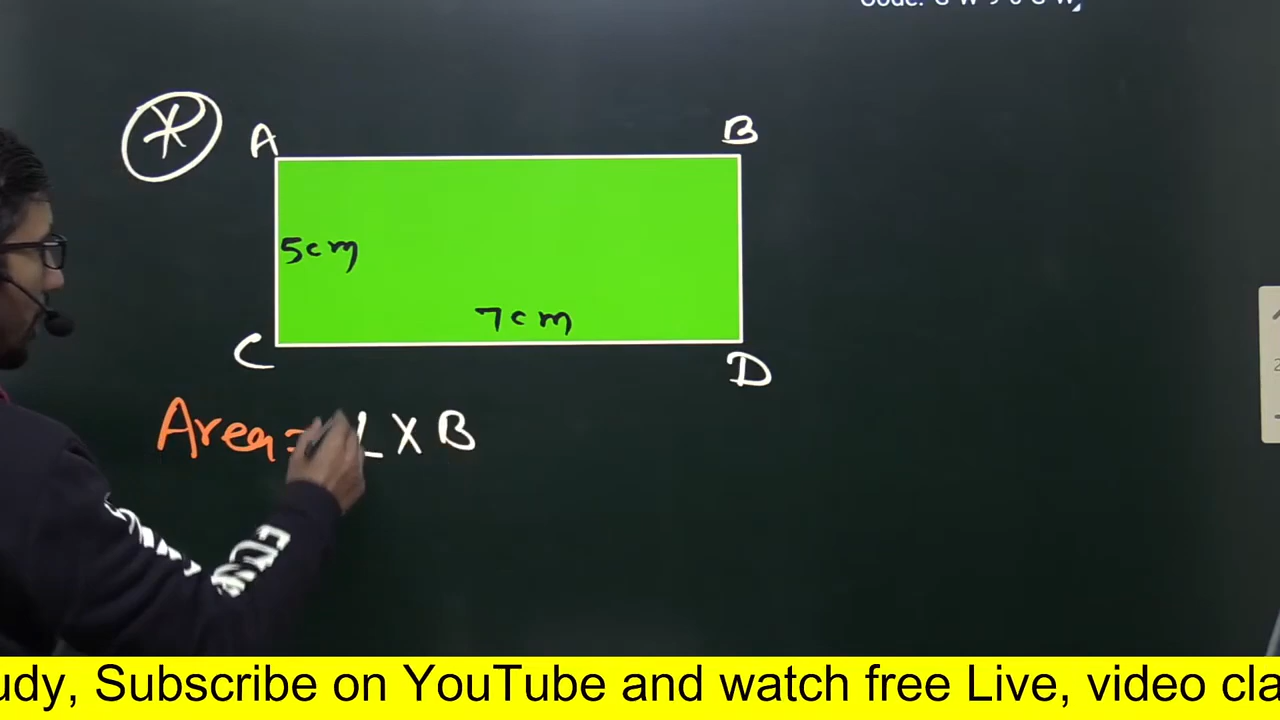 A B
5cm
7cm
C D
Area= L X B
udy, Subscribe on YouTube and watch free Live, video cla